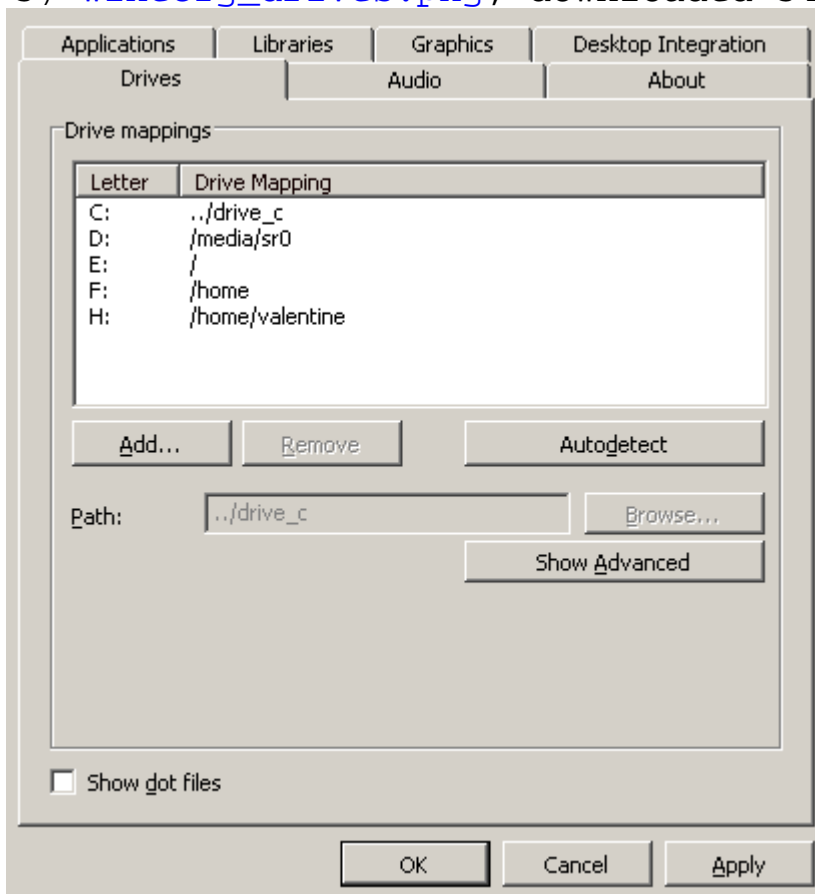 Applications Libraries Graphics Desktop Integration
Drives Audio About
Drive mappings
Letter Drive Mapping
C: ../drive_c
D: /media/sr0
E: /
F: /home
H: /home/valentine
Add... Remove Autodetect
Path: ../drive_c Browse...
Show Advanced
Show dot files
OK Cancel Apply